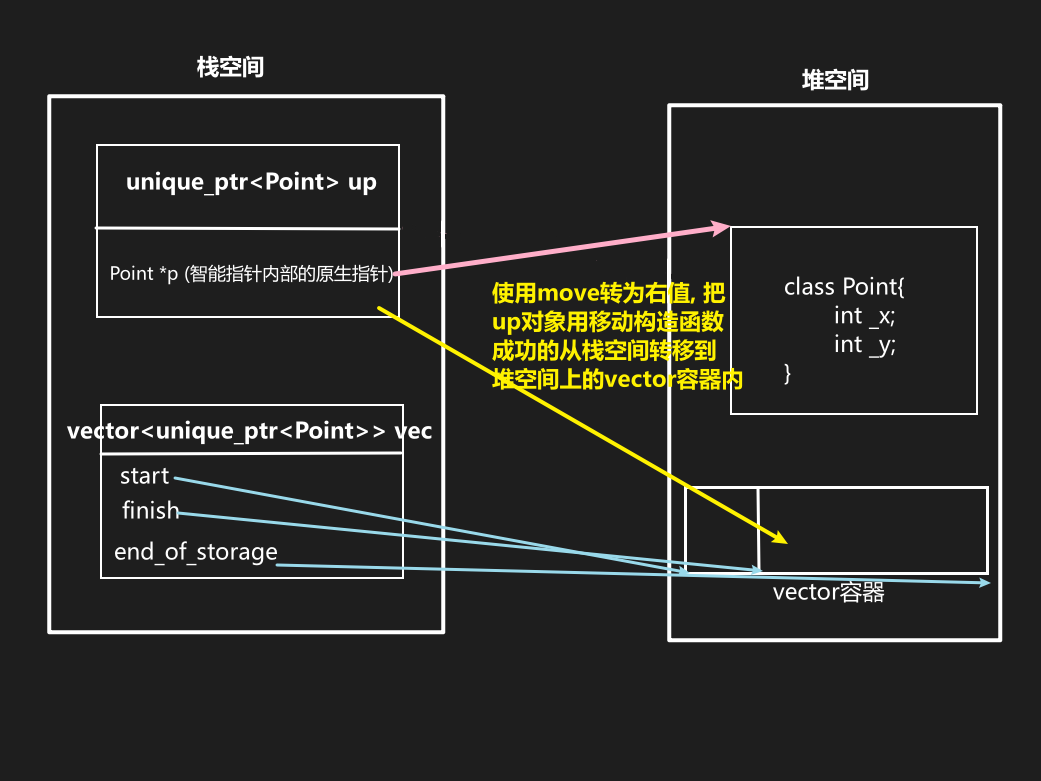 栈空间
堆空间
unique_ptr<Point> up
Point *p (智能指针内部的原生指针)
使用move转为右值, 把
up对象用移动构造函数
成功的从栈空间转移到
堆空间上的vector容器内
class Point{
int _x;
int _y;
}
vector<unique_ptr<Point>> vec
start
finish
end_of_storage
vector容器